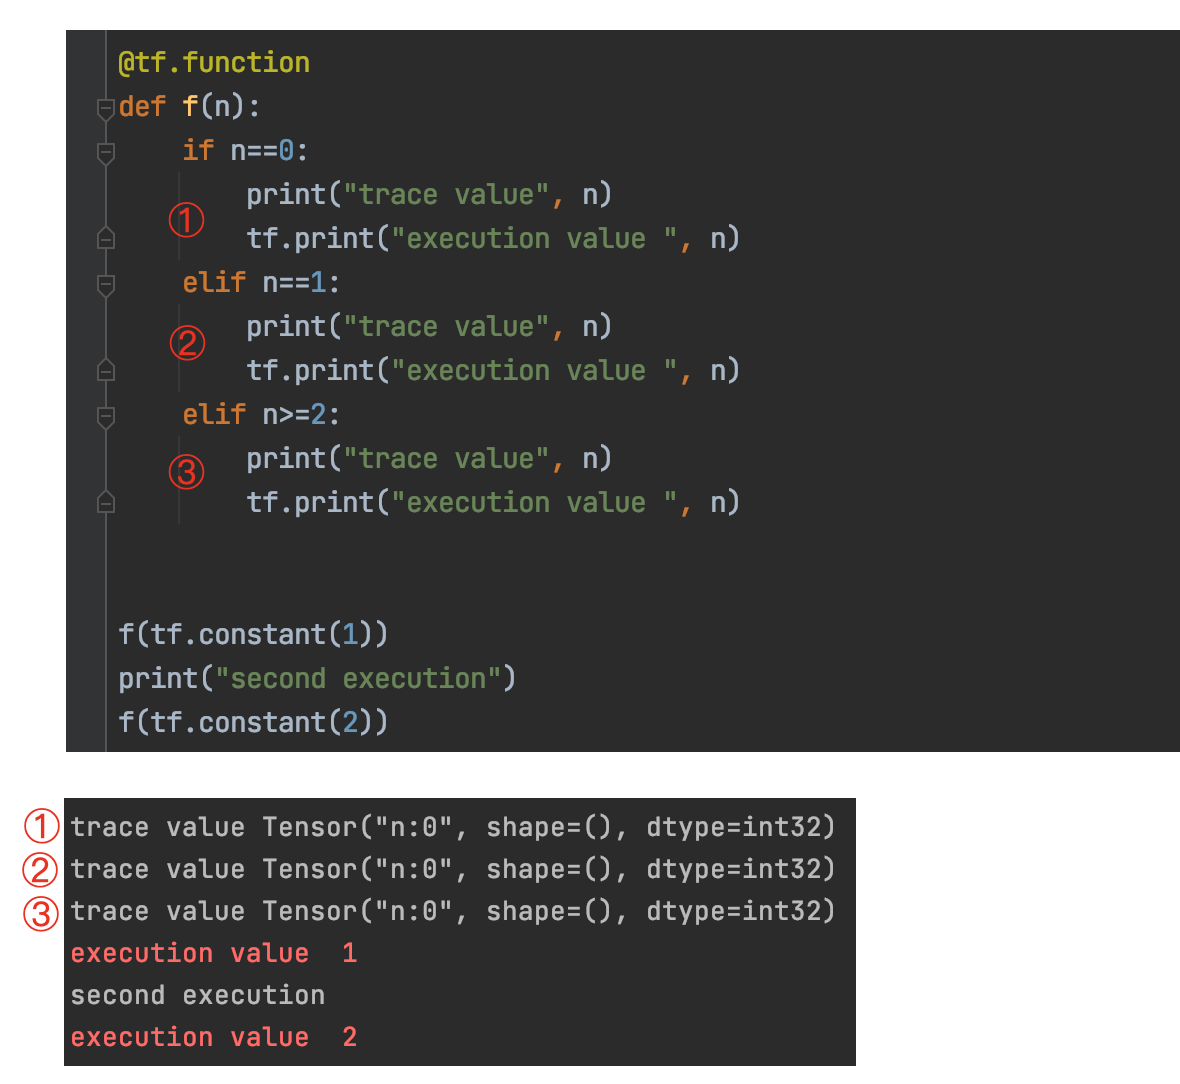 @tf.function
def f(n):
    if n==0:
        print("trace value", n)
①
        tf.print("execution value ", n)
    elif n==1:
        print("trace value", n)
②
        tf.print("execution value ", n)
    elif n>=2:
        print("trace value", n)
③
        tf.print("execution value ", n)
f(tf.constant(1))
print("second execution")
f(tf.constant(2))
① trace value Tensor("n:0", shape=(), dtype=int32)
② trace value Tensor("n:0", shape=(), dtype=int32)
③ trace value Tensor("n:0", shape=(), dtype=int32)
execution value  1
second execution
execution value  2